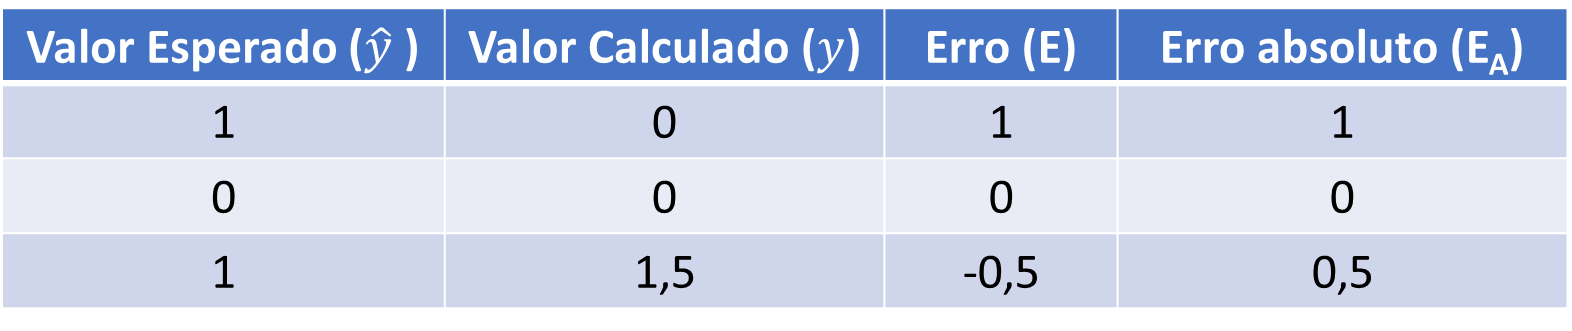 Valor Esperado (ŷ ) Valor Calculado (y) Erro (E) Erro absoluto (E_A)
1 0 1 1
0 0 0 0
1 1,5 -0,5 0,5